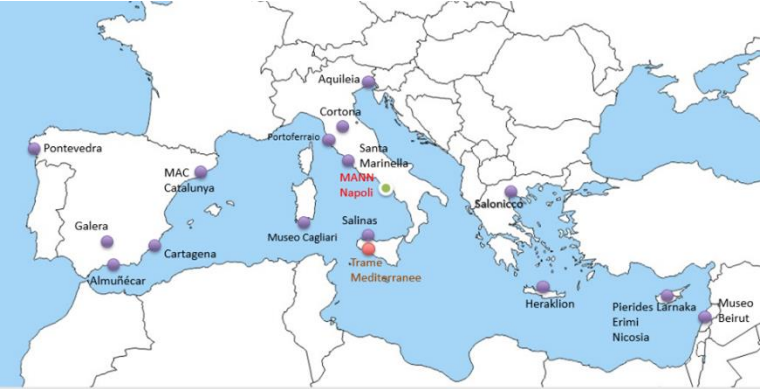 Aquileia
Cortona
Portoferraio
Pontevedra
Santa
Marinella
MAC
Catalunya
MANN
Napoli
Salonicco
Galera
Salinas
Museo Cagliari
Cartagena
Trame
Mediterranee
Almuñécar
Heraklion
Pierides Larnaka
Erimi
Nicosia
Museo
Beirut